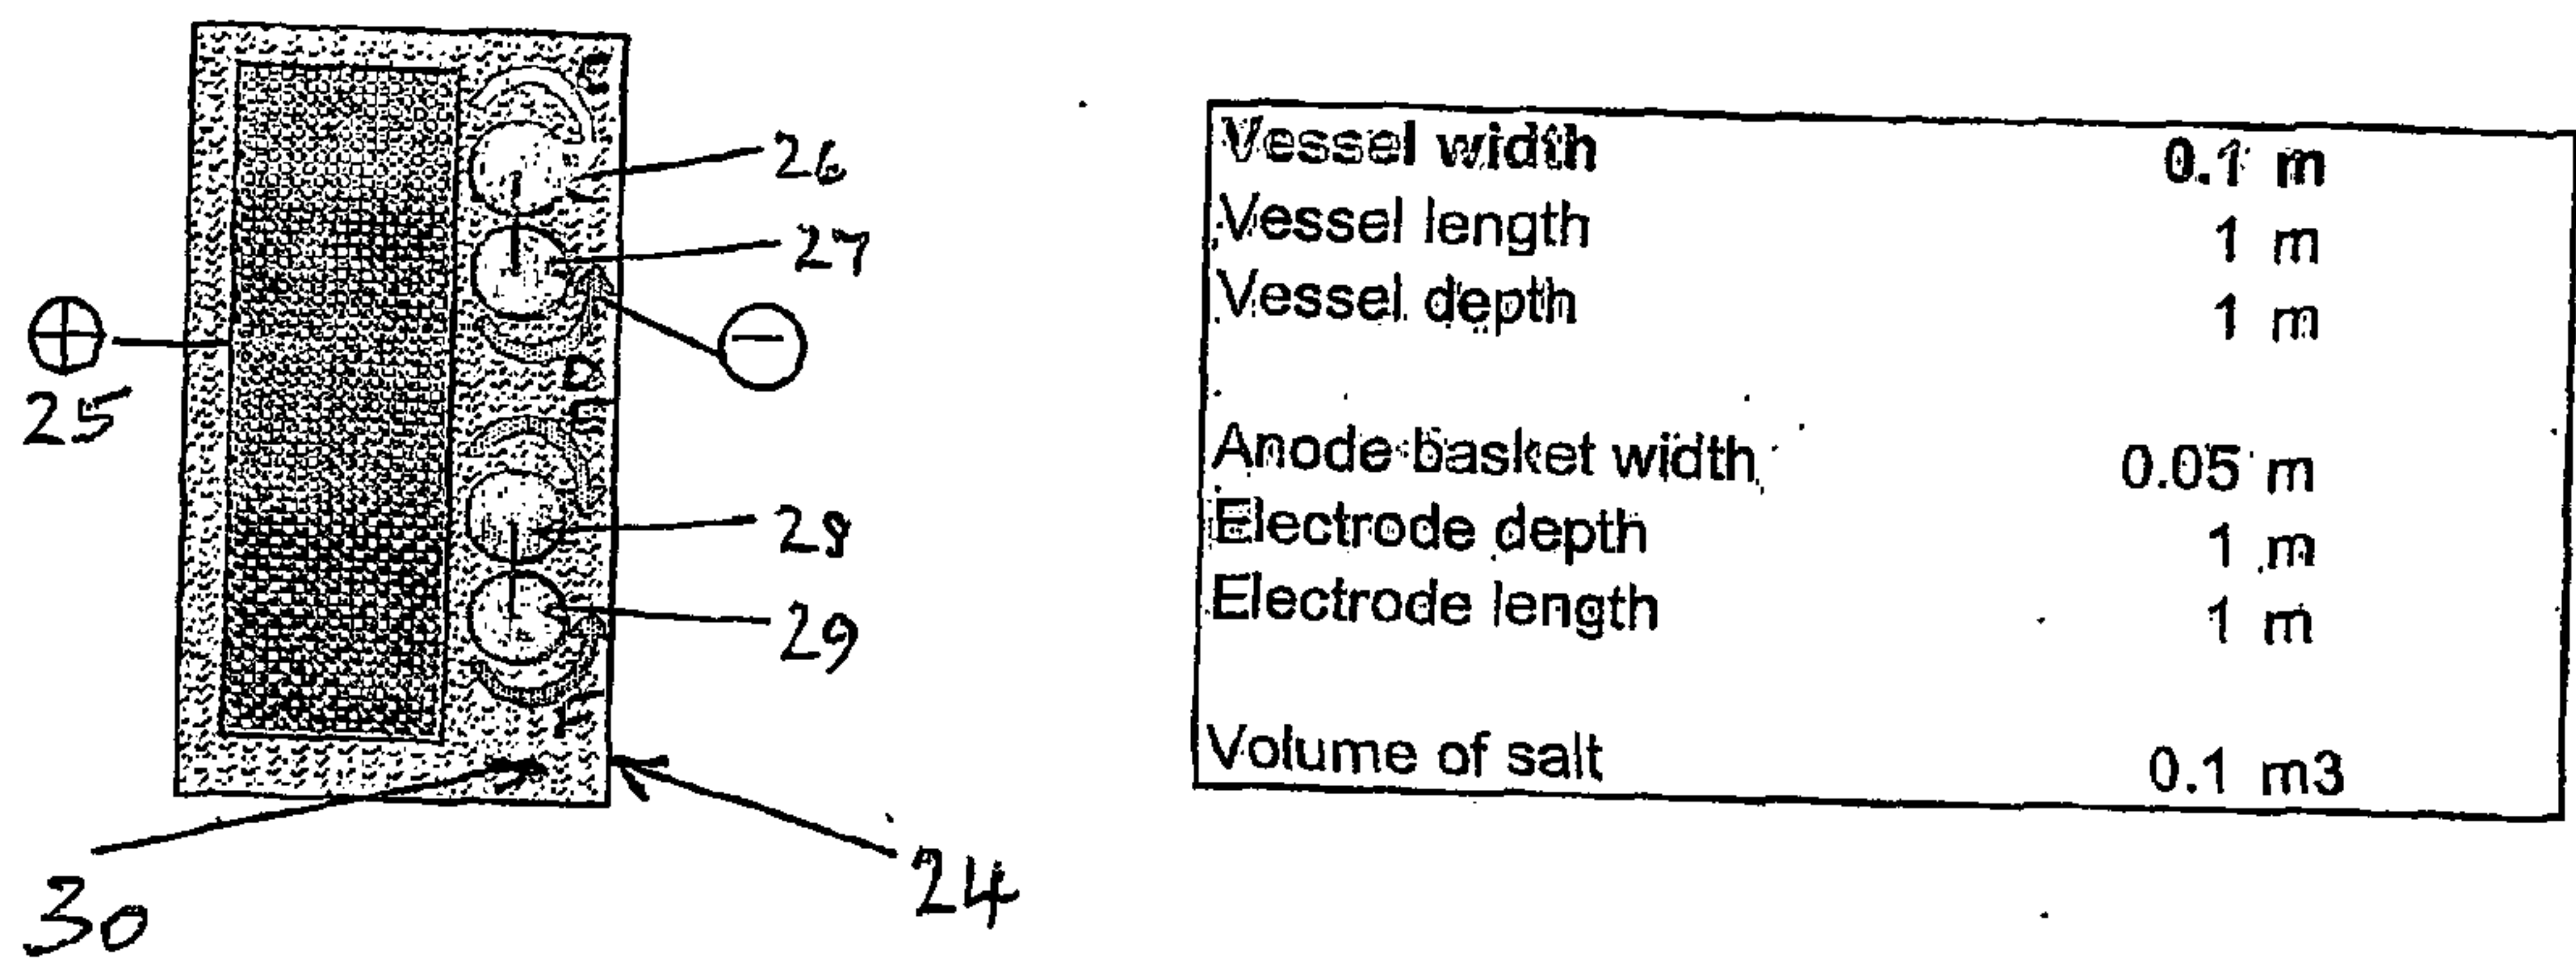 26
27
⊕
25
−
D
E
28
29
F
30
24
Vessel width 0.1 m
Vessel length 1 m
Vessel depth 1 m
Anode basket width 0.05 m
Electrode depth 1 m
Electrode length 1 m
Volume of salt 0.1 m3